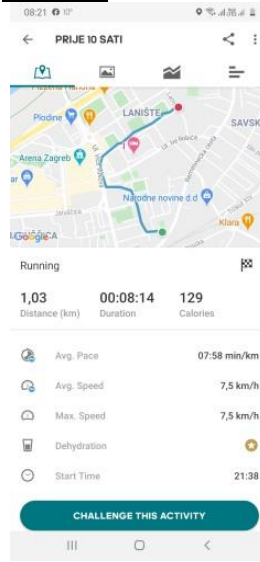 08:21
PRIJE 10 SATI
Plodine
LANIŠTE
SAVSK
Arena
Zagreb
ar
Jaruščica
Narodne novine d.d
Klara
Google
Running
1,03
00:08:14
129
Distance (km)
Duration
Calories
Avg. Pace
07:58 min/km
Avg. Speed
7,5 km/h
Max. Speed
7,5 km/h
Dehydration
Start Time
21:38
CHALLENGE THIS ACTIVITY